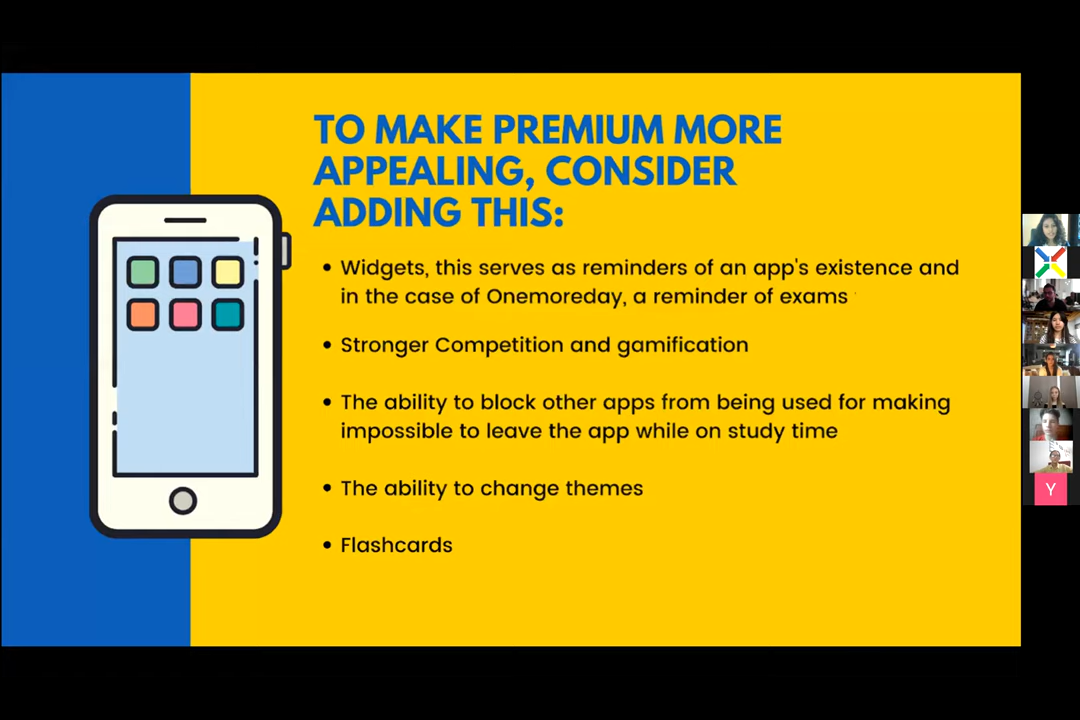 TO MAKE PREMIUM MORE
APPEALING, CONSIDER
ADDING THIS:
• Widgets, this serves as reminders of an app's existence and
in the case of Onemoreday, a reminder of exams
• Stronger Competition and gamification
• The ability to block other apps from being used for making
impossible to leave the app while on study time
• The ability to change themes
• Flashcards
Y